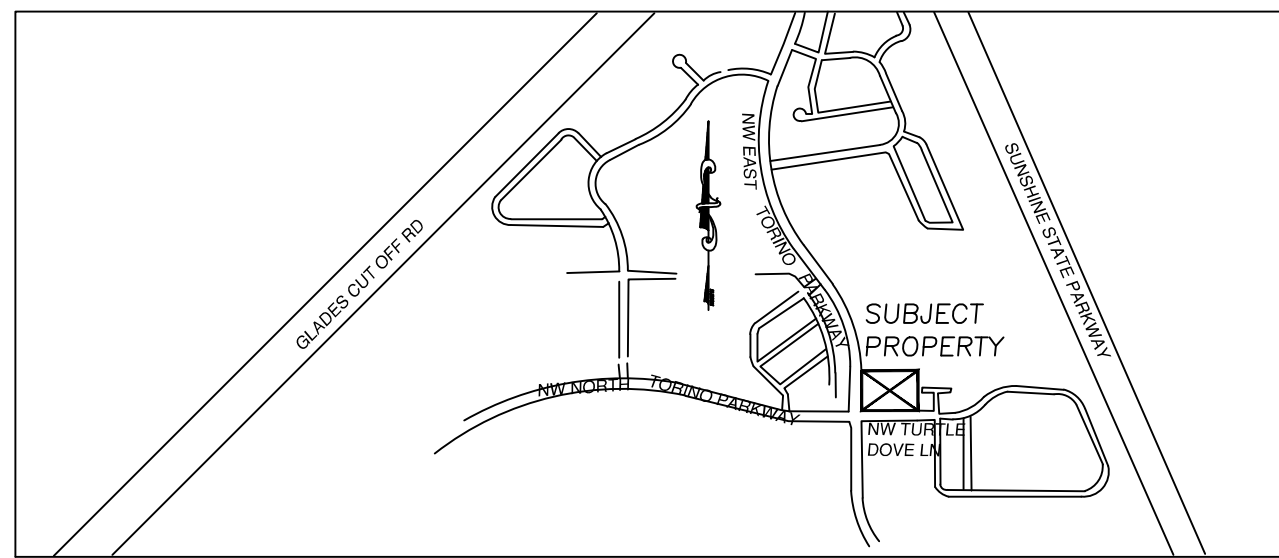 GLADES CUT OFF RD
NW EAST TORINO PARKWAY
SUNSHINE STATE PARKWAY
SUBJECT
PROPERTY
NW NORTH TORINO PARKWAY
NW TURTLE
DOVE LN